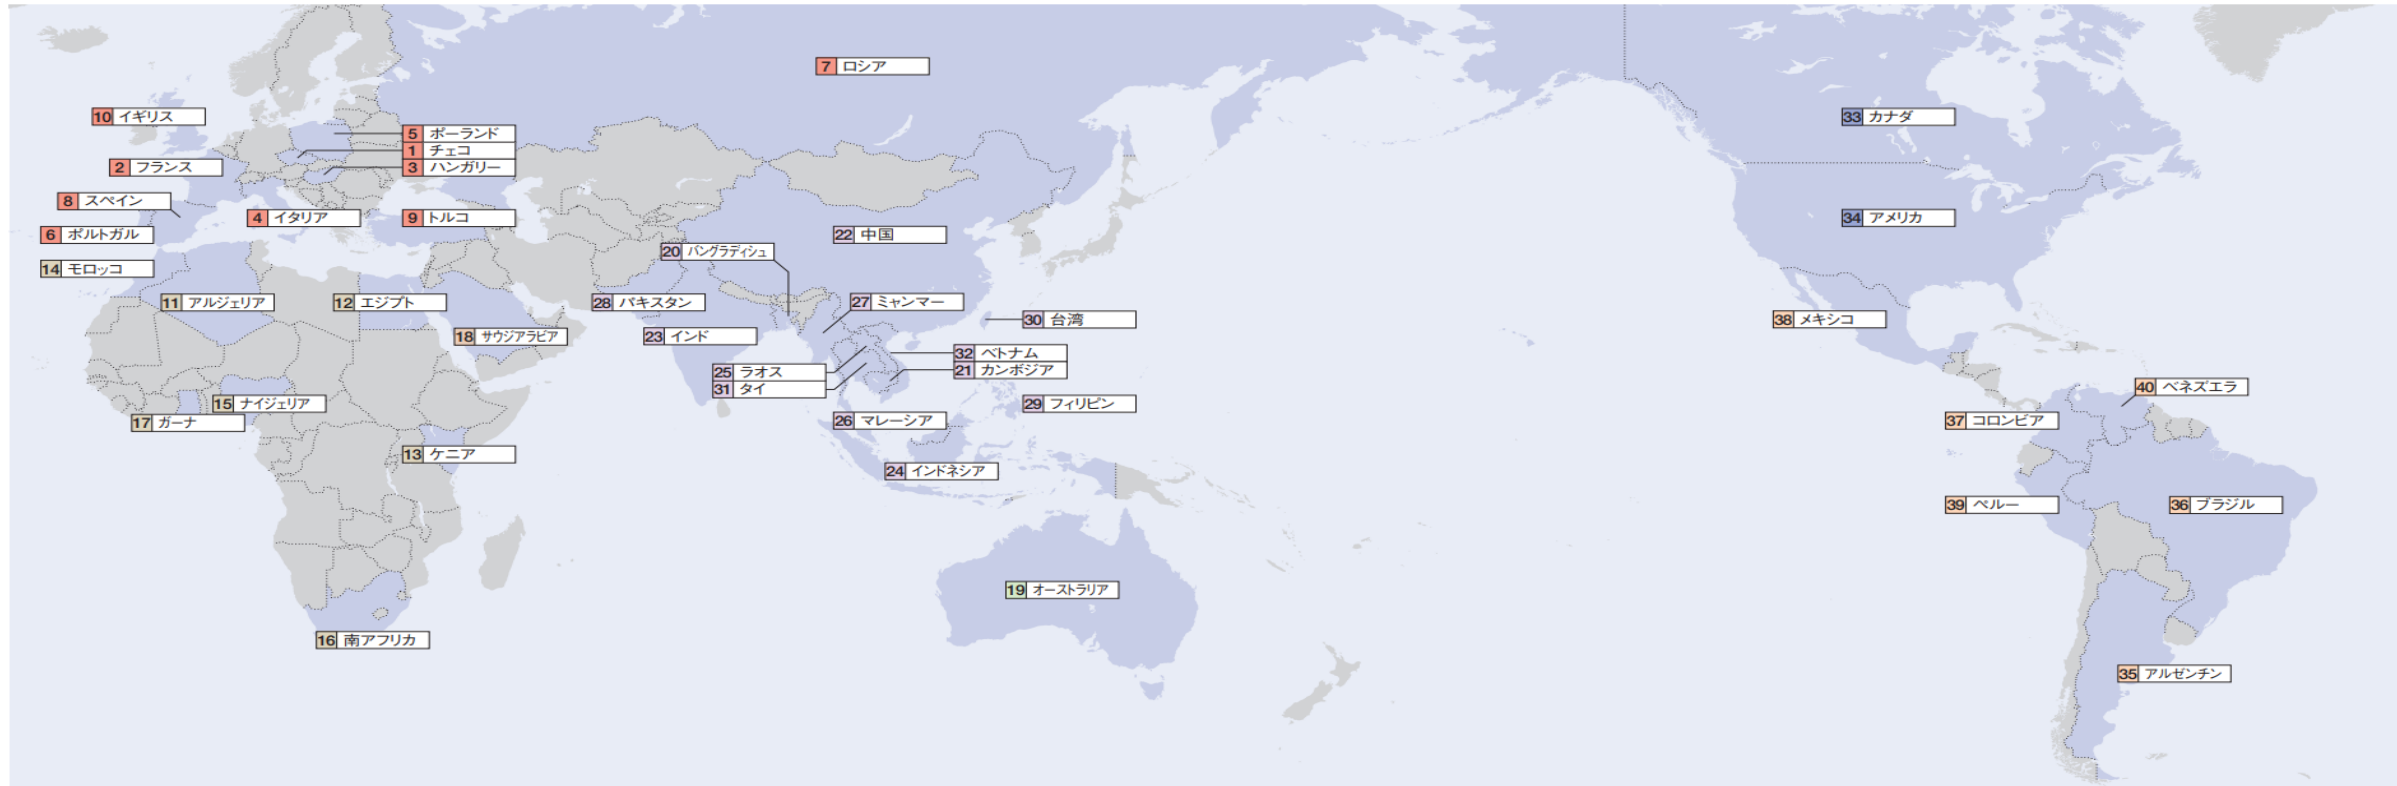 7 ロシア
10 イギリス
33 カナダ
5 ポーランド
1 チェコ
3 ハンガリー
2 フランス
8 スペイン
4 イタリア
9 トルコ
34 アメリカ
6 ポルトガル
22 中国
20 バングラディシュ
14 モロッコ
11 アルジェリア
12 エジプト
28 パキスタン
27 ミャンマー
30 台湾
38 メキシコ
18 サウジアラビア
23 インド
32 ベトナム
21 カンボジア
25 ラオス
31 タイ
40 ベネズエラ
15 ナイジェリア
29 フィリピン
17 ガーナ
26 マレーシア
37 コロンビア
13 ケニア
24 インドネシア
39 ペルー
36 ブラジル
19 オーストラリア
16 南アフリカ
35 アルゼンチン